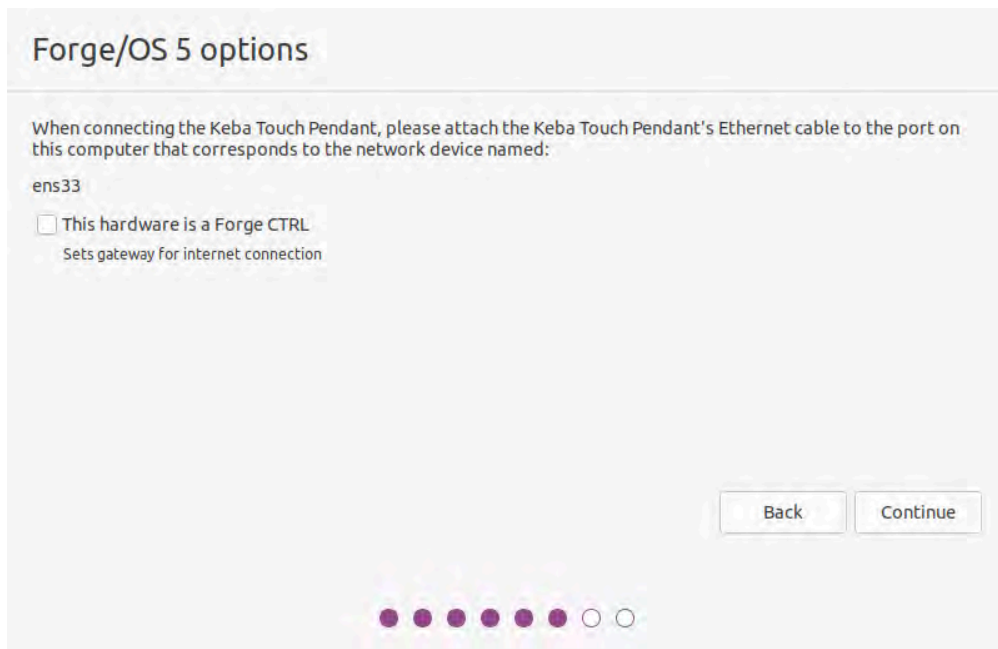 Forge/OS 5 options
When connecting the Keba Touch Pendant, please attach the Keba Touch Pendant's Ethernet cable to the port on
this computer that corresponds to the network device named:
ens33
This hardware is a Forge CTRL
Sets gateway for internet connection
Back Continue